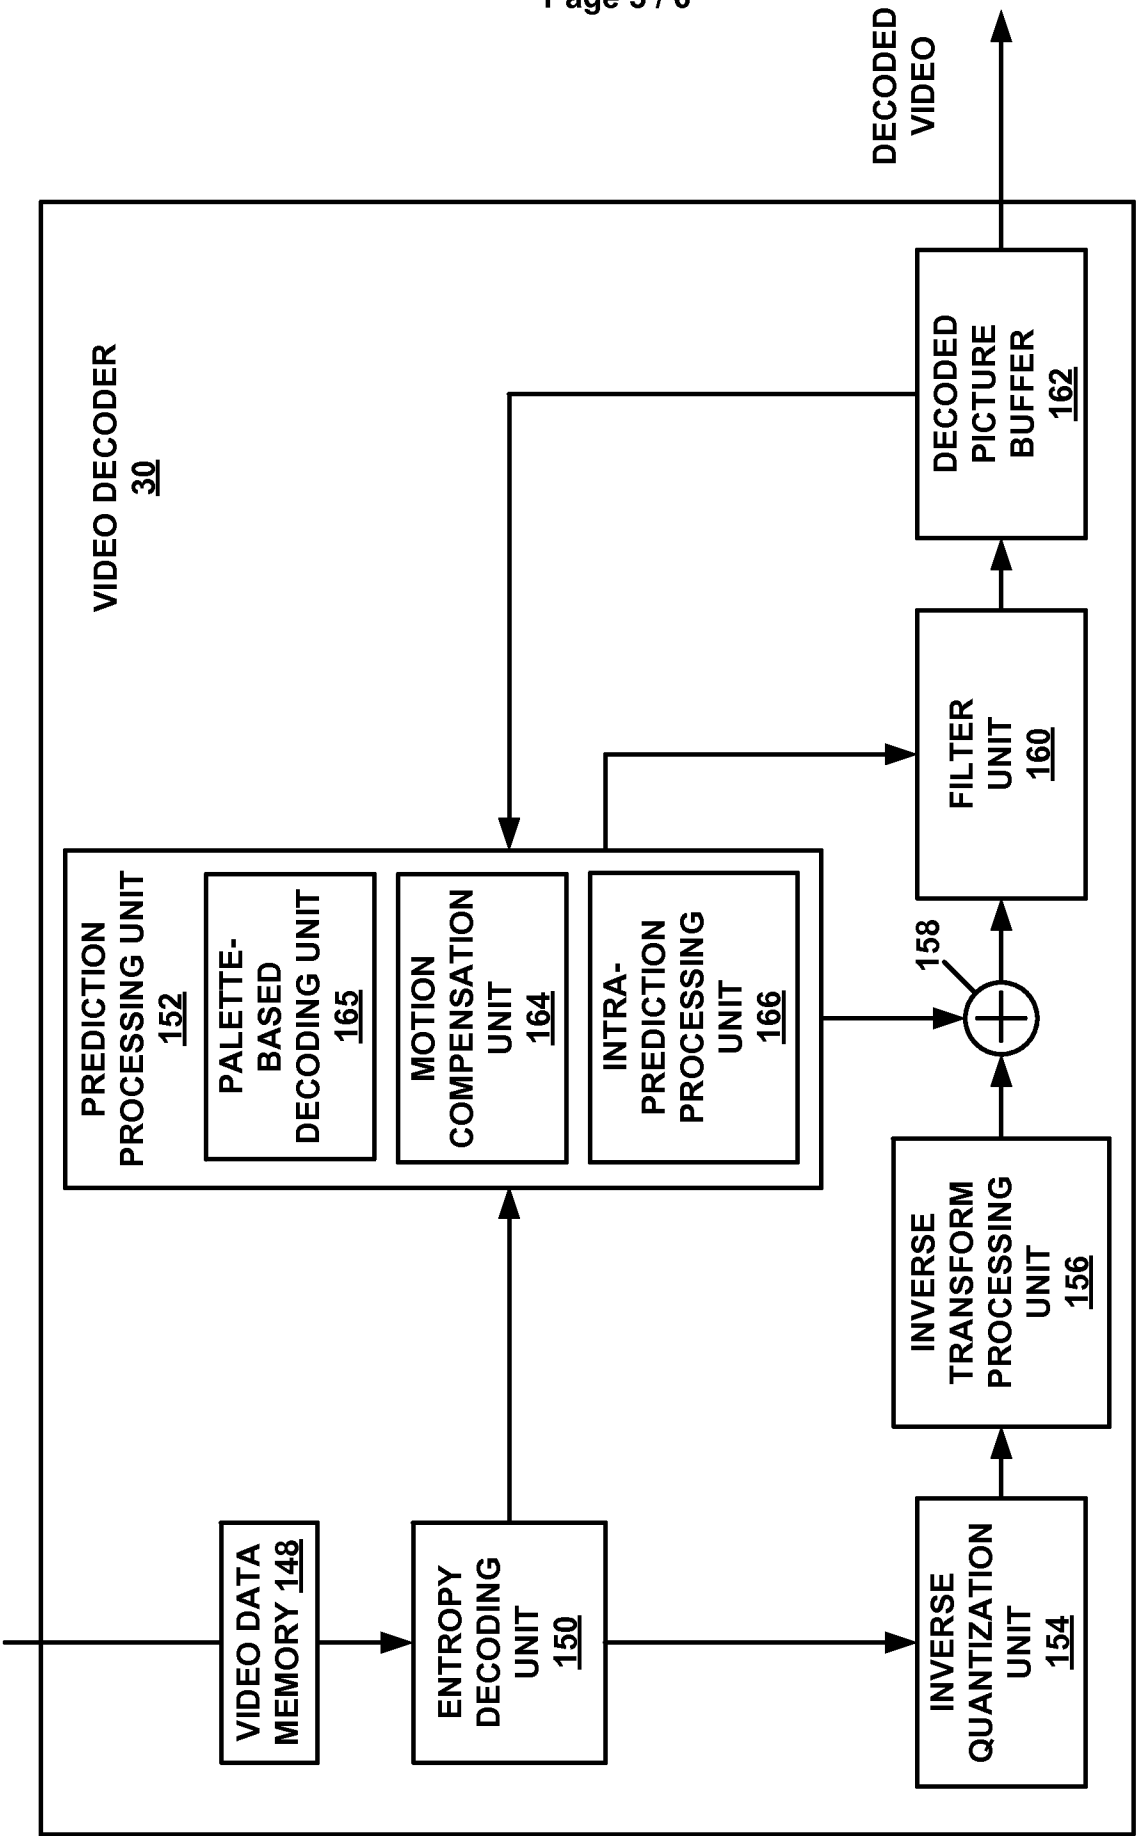 Page
VIDEO DECODER
30
VIDEO DATA
MEMORY 148
ENTROPY
DECODING
UNIT
150
PREDICTION
PROCESSING UNIT
152
PALETTE-
BASED
DECODING UNIT
165
MOTION
COMPENSATION
UNIT
164
INTRA-
PREDICTION
PROCESSING
UNIT
166
INVERSE
QUANTIZATION
UNIT
154
INVERSE
TRANSFORM
PROCESSING
UNIT
156
158
FILTER
UNIT
160
DECODED
PICTURE
BUFFER
162
DECODED
VIDEO